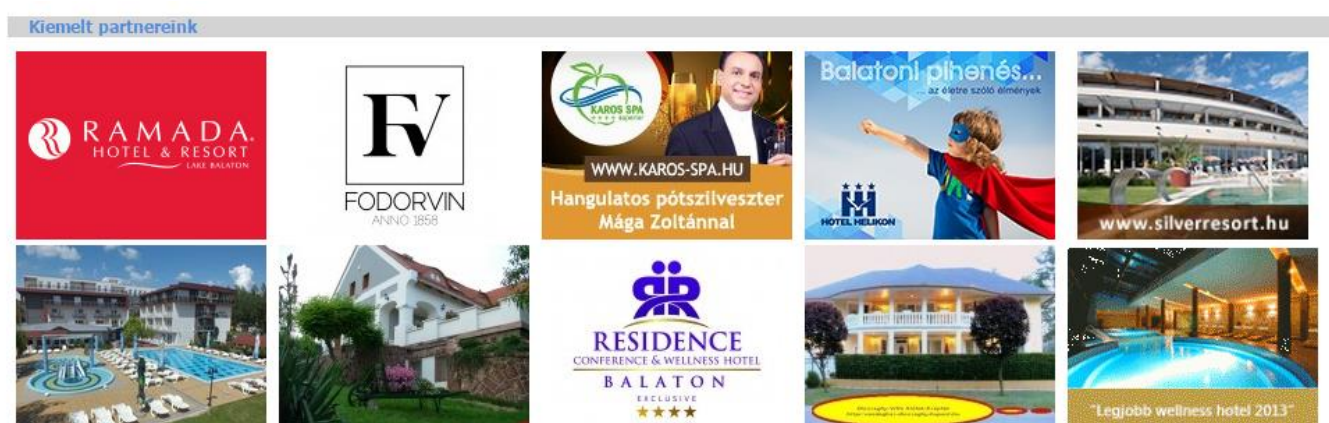 Kiemelt partnereink
RAMADA
HOTEL & RESORT
LAKE BALATON
FV
FODORVIN
ANNO 1858
KAROS SPA
superior
WWW.KAROS-SPA.HU
Hangulatos pótszilveszter
Mága Zoltánnal
Balatoni pihenés...
... az életre szóló élmények
HOTEL HELIKON
www.silverresort.hu
RESIDENCE
CONFERENCE & WELLNESS HOTEL
BALATON
EXCLUSIVE
"Legjobb wellness hotel 2013"